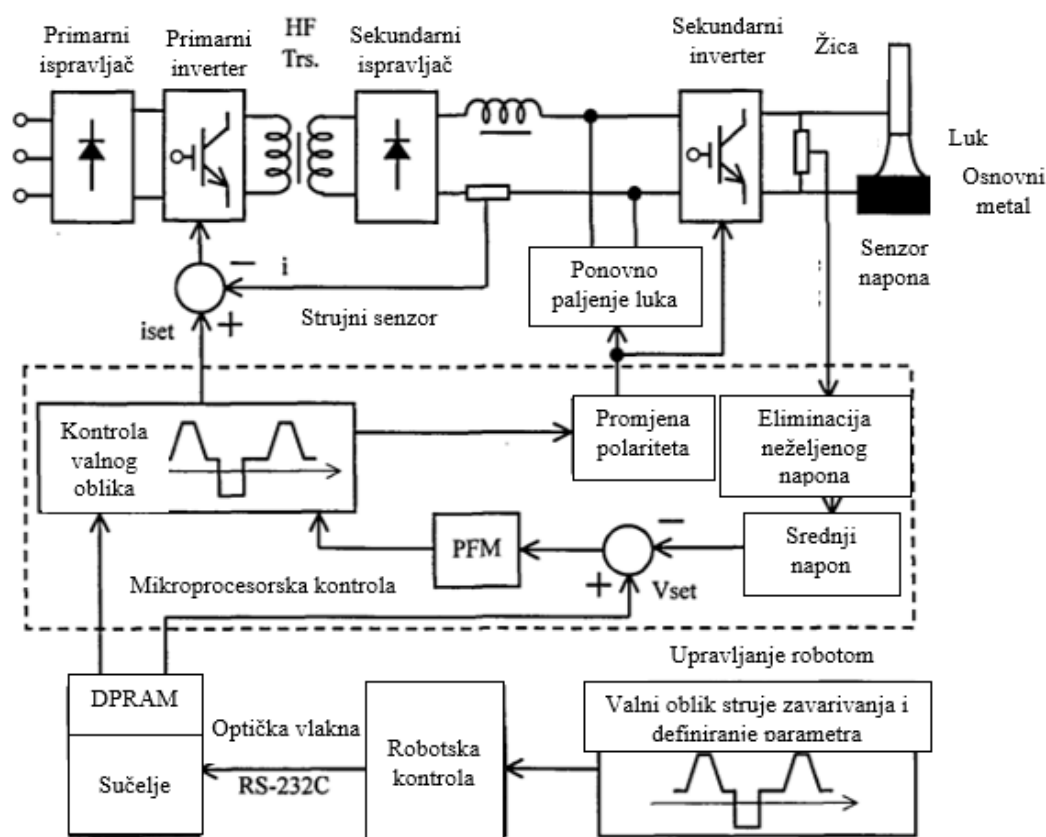 Primarni
ispravljač
Primarni
inverter
HF
Trs.
Sekundarni
ispravljač
Sekundarni
inverter
Žica
Luk
Osnovni
metal
Senzor
napona
Ponovno
paljenje luka
i
Strujni senzor
iset
Kontrola
valnog
oblika
Promjena
polariteta
Eliminacija
neželjenog
napona
PFM
Srednji
napon
Mikroprocesorska kontrola
Vset
Upravljanje robotom
DPRAM
Sučelje
Optička vlakna
RS-232C
Robotska
kontrola
Valni oblik struje zavarivanja i
definiranje parametra